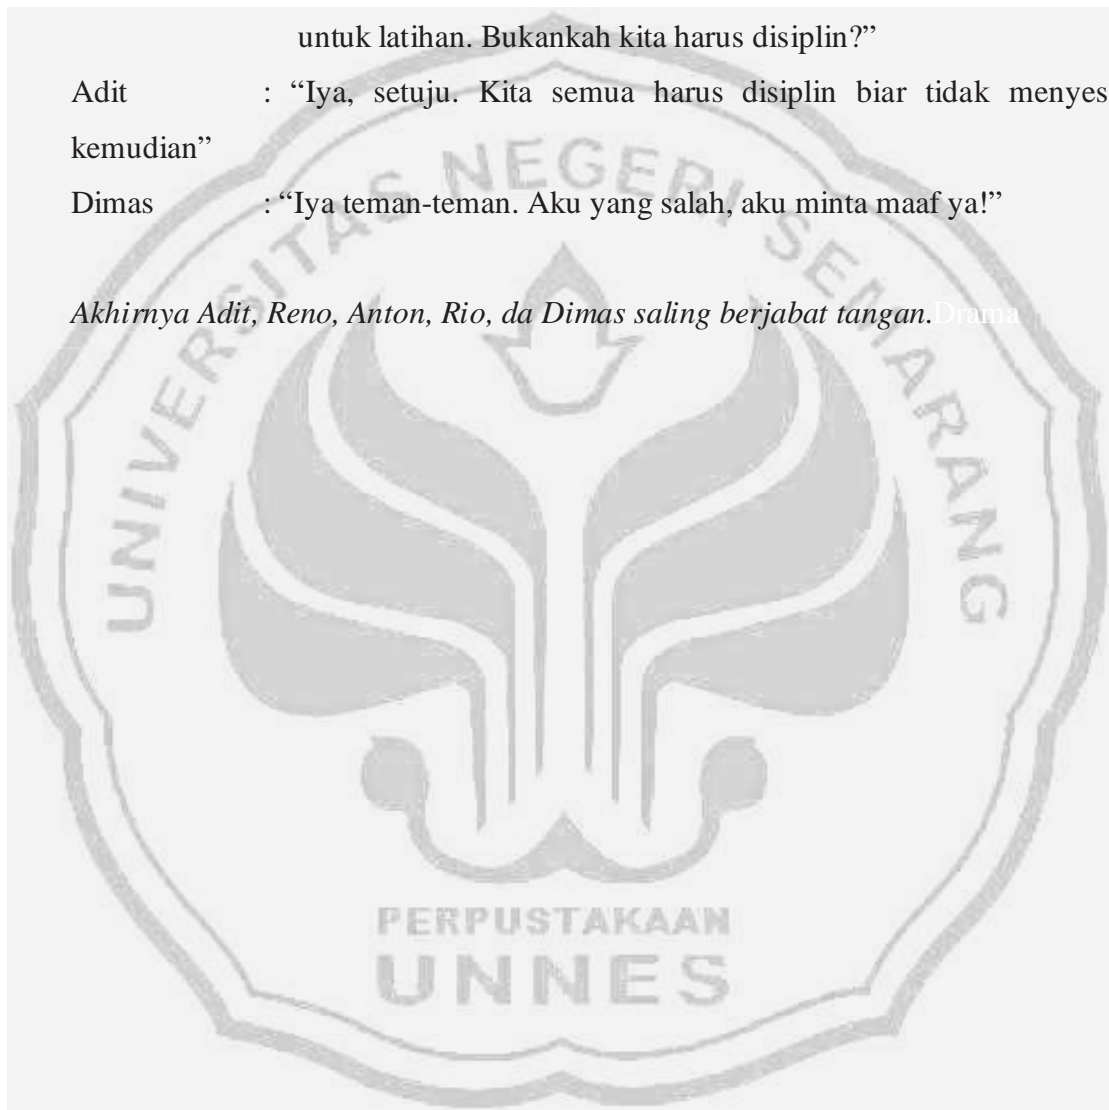 untuk latihan. Bukankah kita harus disiplin?”
Adit : “Iya, setuju. Kita semua harus disiplin biar tidak menyes
kemudian”
Dimas : “Iya teman-teman. Aku yang salah, aku minta maaf ya!”
Akhirnya Adit, Reno, Anton, Rio, da Dimas saling berjabat tangan.Drama
UNIVERSITAS NEGERI SEMARANG
PERPUSTAKAAN
UNNES